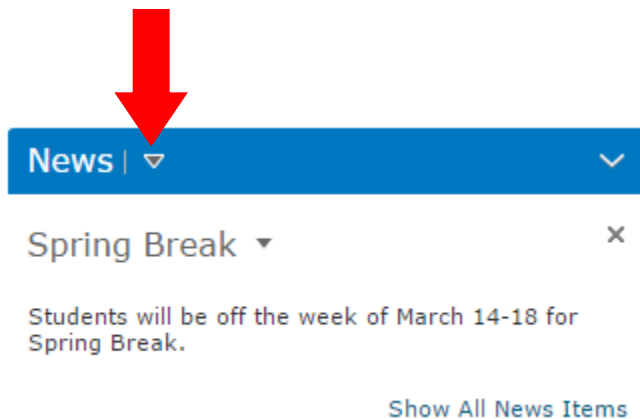 News
Spring Break
Students will be off the week of March 14-18 for
Spring Break.
Show All News Items